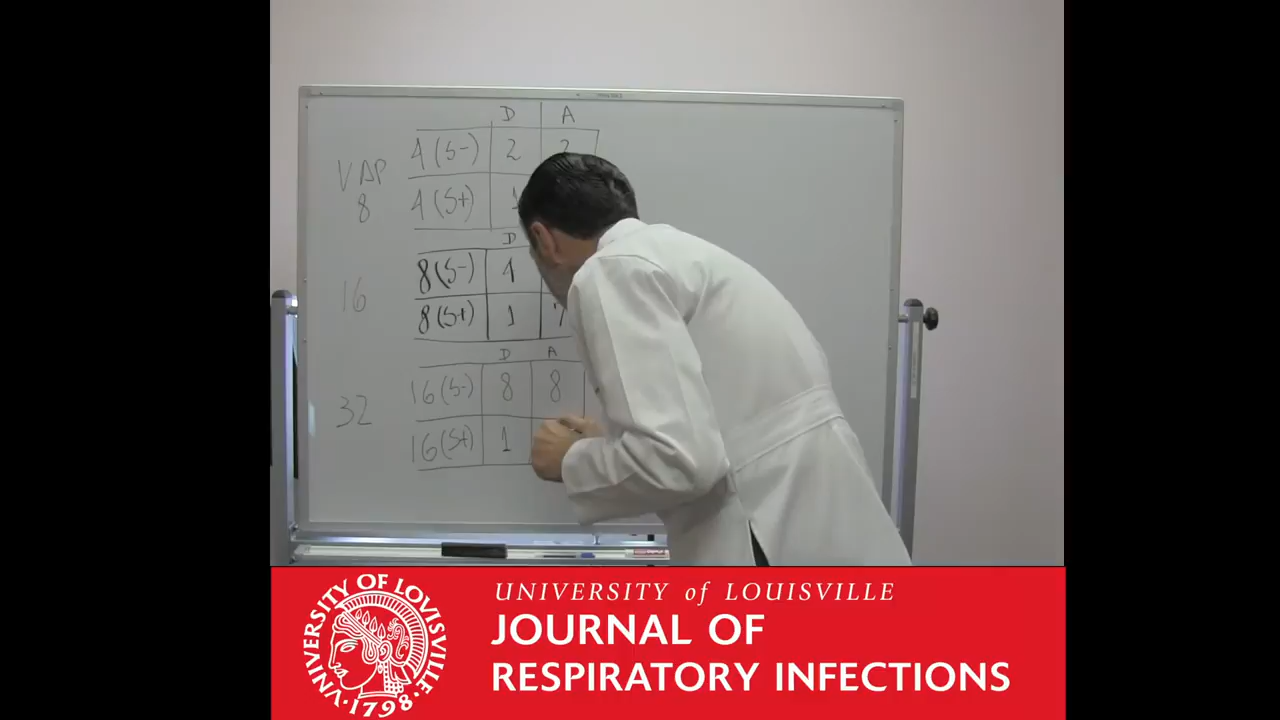 D A
4 (S-) 2 2
VAP
4 (S+) 1
8
D
8 (S-) 4
16
8 (S+) 1 7
D A
16 (S-) 8 8
32
16 (S+) 1
UNIVERSITY OF LOUISVILLE
1798
UNIVERSITY of LOUISVILLE
JOURNAL OF
RESPIRATORY INFECTIONS